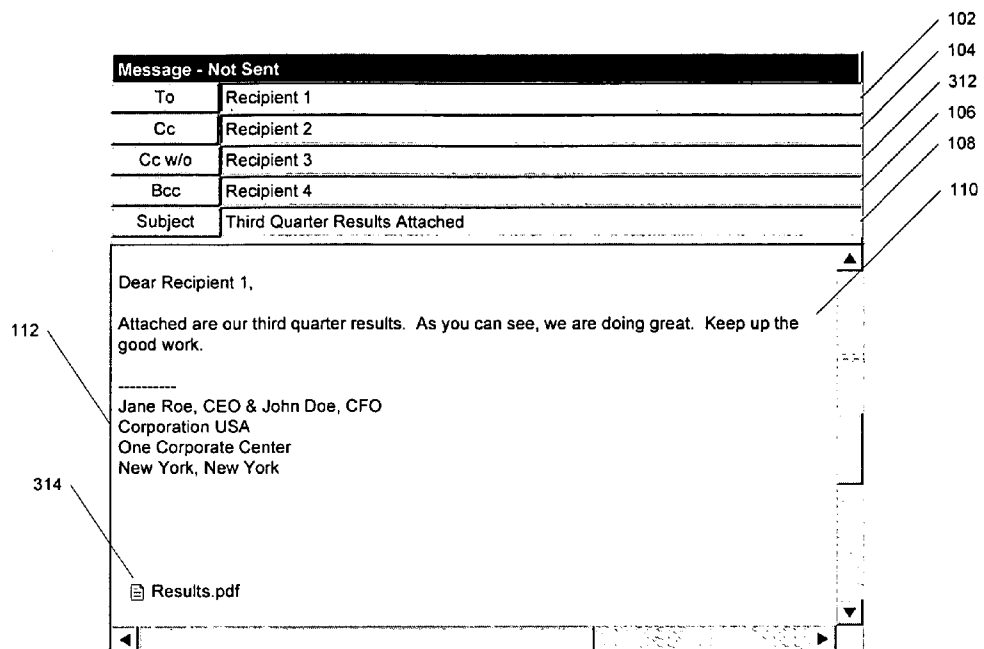 102
104
Message - Not Sent
312
To Recipient 1
106
Cc Recipient 2
108
Cc w/o Recipient 3
110
Bcc Recipient 4
Subject Third Quarter Results Attached
Dear Recipient 1,
Attached are our third quarter results. As you can see, we are doing great. Keep up the
112
good work.
----------
Jane Roe, CEO & John Doe, CFO
Corporation USA
One Corporate Center
New York, New York
314
Results.pdf